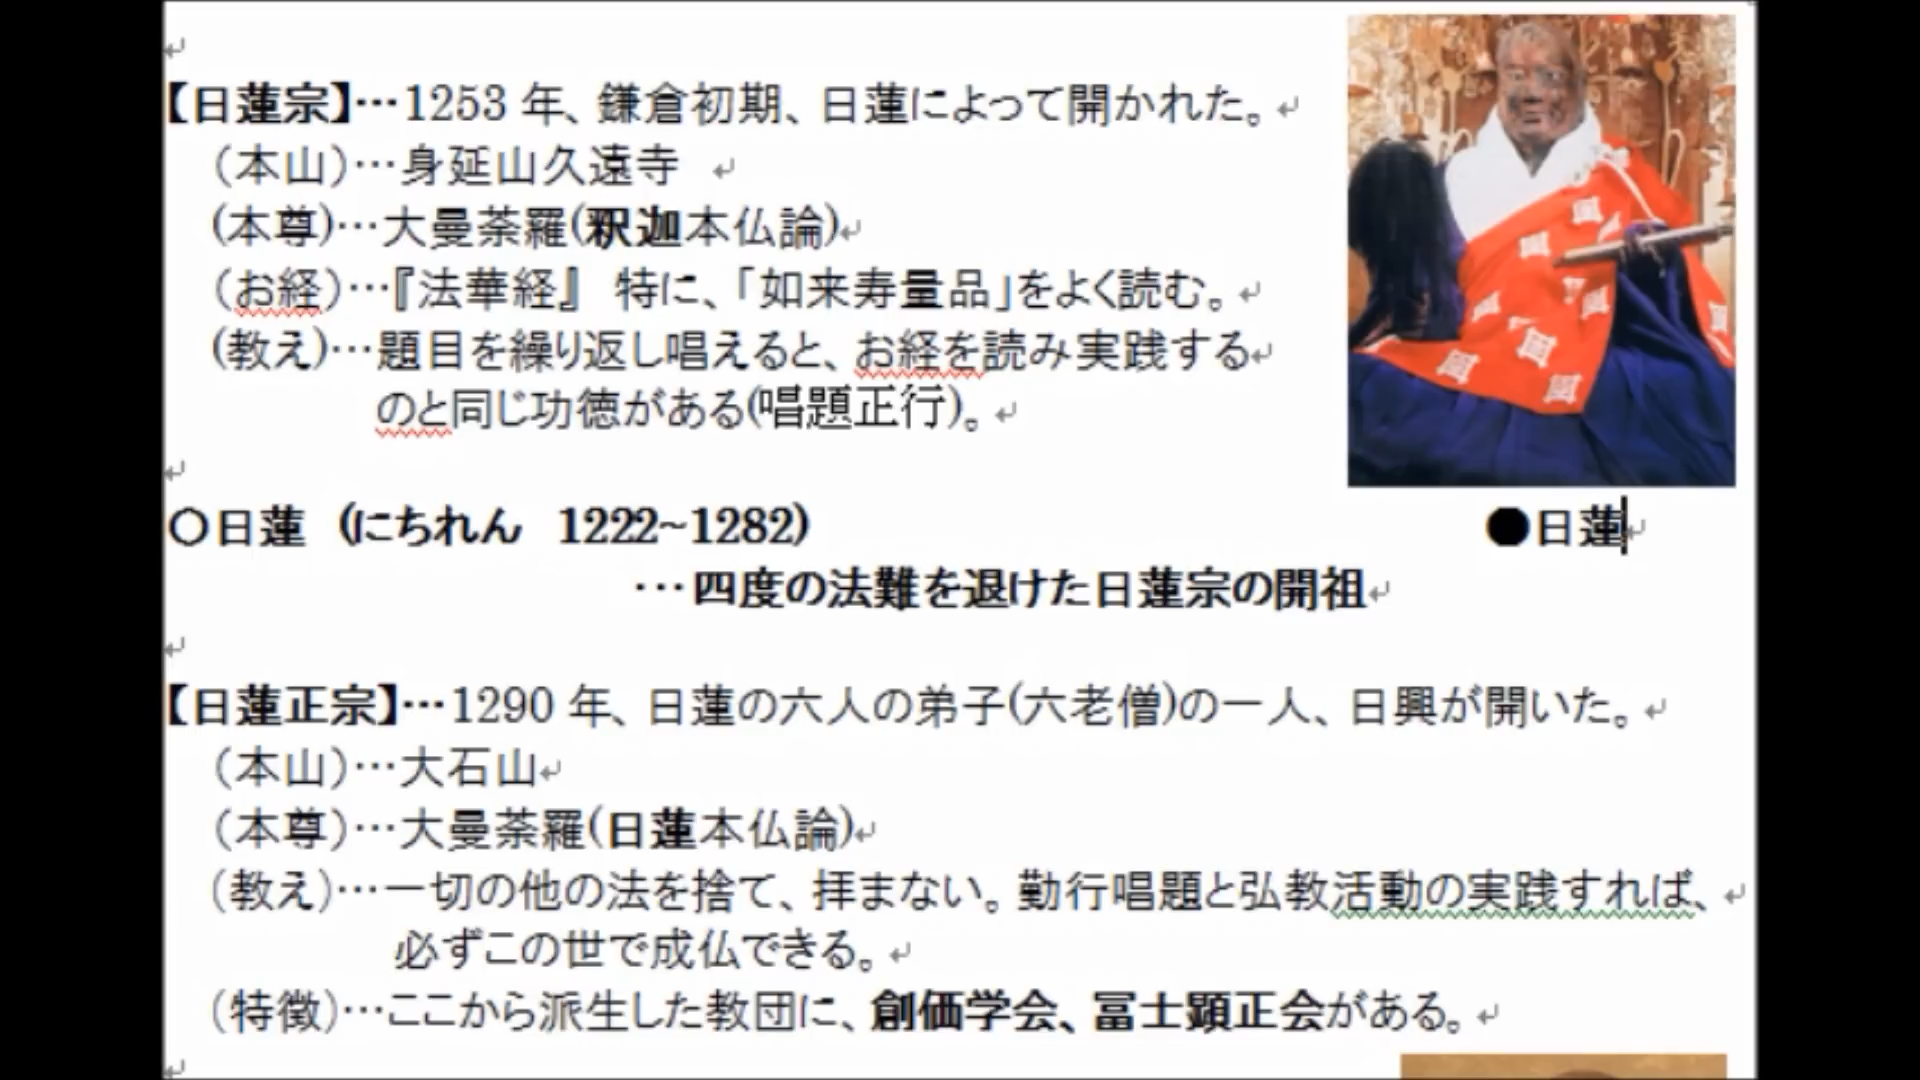 【日蓮宗】…1253年、鎌倉初期、日蓮によって開かれた。
（本山）…身延山久遠寺
(本尊)…大曼荼羅(釈迦本仏論)
（お経）…『法華経』 特に、「如来寿量品」をよく読む。
(教え)…題目を繰り返し唱えると、お経を読み実践する
のと同じ功徳がある(唱題正行)。
〇日蓮 (にちれん 1222~1282)
●日蓮
…四度の法難を退けた日蓮宗の開祖
【日蓮正宗】…1290年、日蓮の六人の弟子(六老僧)の一人、日興が開いた。
（本山）…大石山
（本尊）…大曼荼羅(日蓮本仏論)
（教え）…一切の他の法を捨て、拝まない。勤行唱題と弘教活動の実践すれば、
必ずこの世で成仏できる。
（特徴）…ここから派生した教団に、創価学会、冨士顕正会がある。